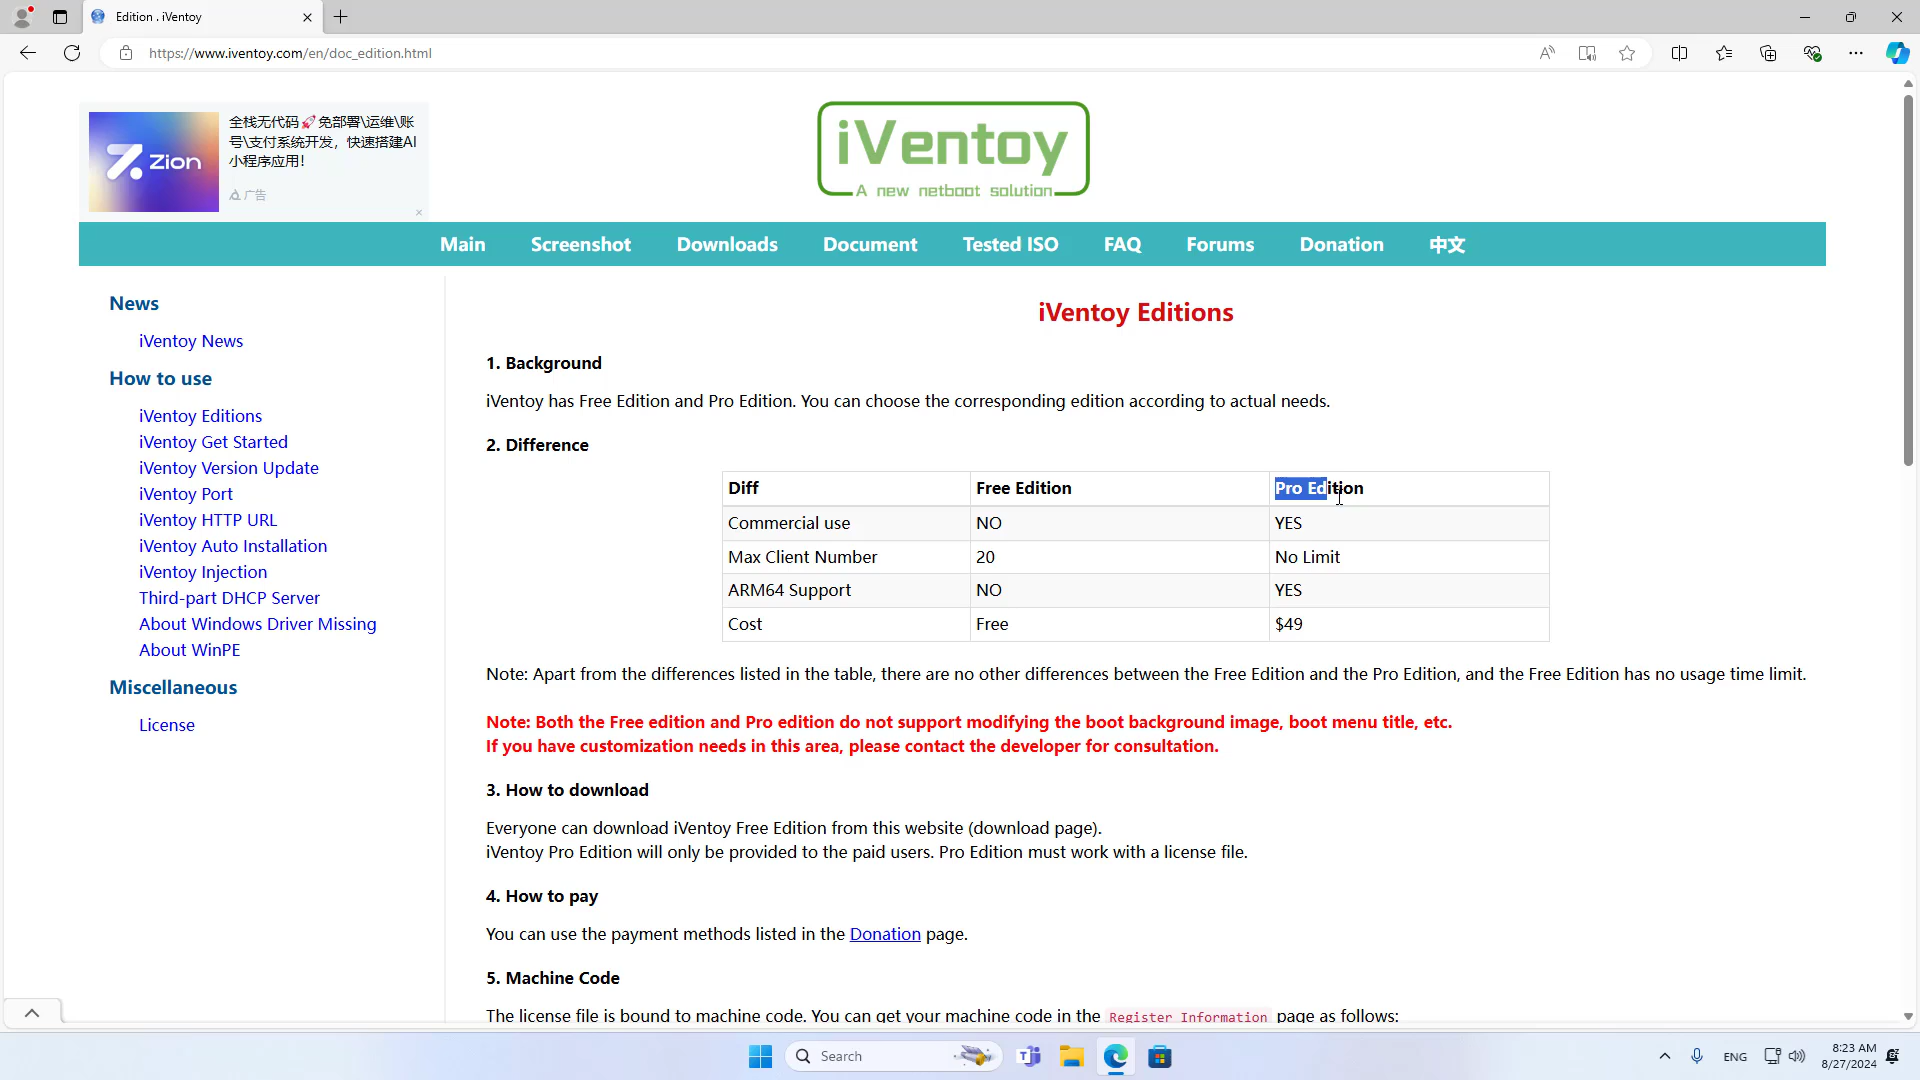 Edition . iVentoy
https://www.iventoy.com/en/doc_edition.html
Zion
全栈无代码🚀免部署\运维\账
号\支付系统开发，快速搭建AI
小程序应用！
广告
iVentoy
A new netboot solution
Main Screenshot Downloads Document Tested ISO FAQ Forums Donation 中文
News
iVentoy News
How to use
iVentoy Editions
iVentoy Get Started
iVentoy Version Update
iVentoy Port
iVentoy HTTP URL
iVentoy Auto Installation
iVentoy Injection
Third-part DHCP Server
About Windows Driver Missing
About WinPE
Miscellaneous
License
iVentoy Editions
1. Background
iVentoy has Free Edition and Pro Edition. You can choose the corresponding edition according to actual needs.
2. Difference
Diff Free Edition Pro Edition
Commercial use NO YES
Max Client Number 20 No Limit
ARM64 Support NO YES
Cost Free $49
Note: Apart from the differences listed in the table, there are no other differences between the Free Edition and the Pro Edition, and the Free Edition has no usage time limit.
Note: Both the Free edition and Pro edition do not support modifying the boot background image, boot menu title, etc.
If you have customization needs in this area, please contact the developer for consultation.
3. How to download
Everyone can download iVentoy Free Edition from this website (download page).
iVentoy Pro Edition will only be provided to the paid users. Pro Edition must work with a license file.
4. How to pay
You can use the payment methods listed in the Donation page.
5. Machine Code
The license file is bound to machine code. You can get your machine code in the Register Information page as follows:
Search
ENG
8:23 AM
8/27/2024